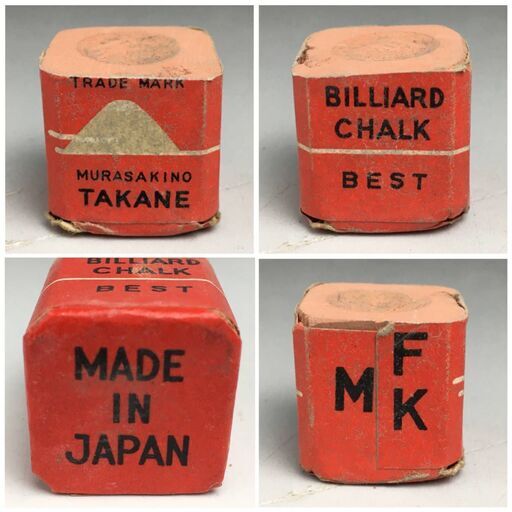 TRADE MARK
MURASAKINO
TAKANE
BILLIARD
CHALK
BEST
BILLIARD
CHALK
BEST
MADE
IN
JAPAN
F
M
K